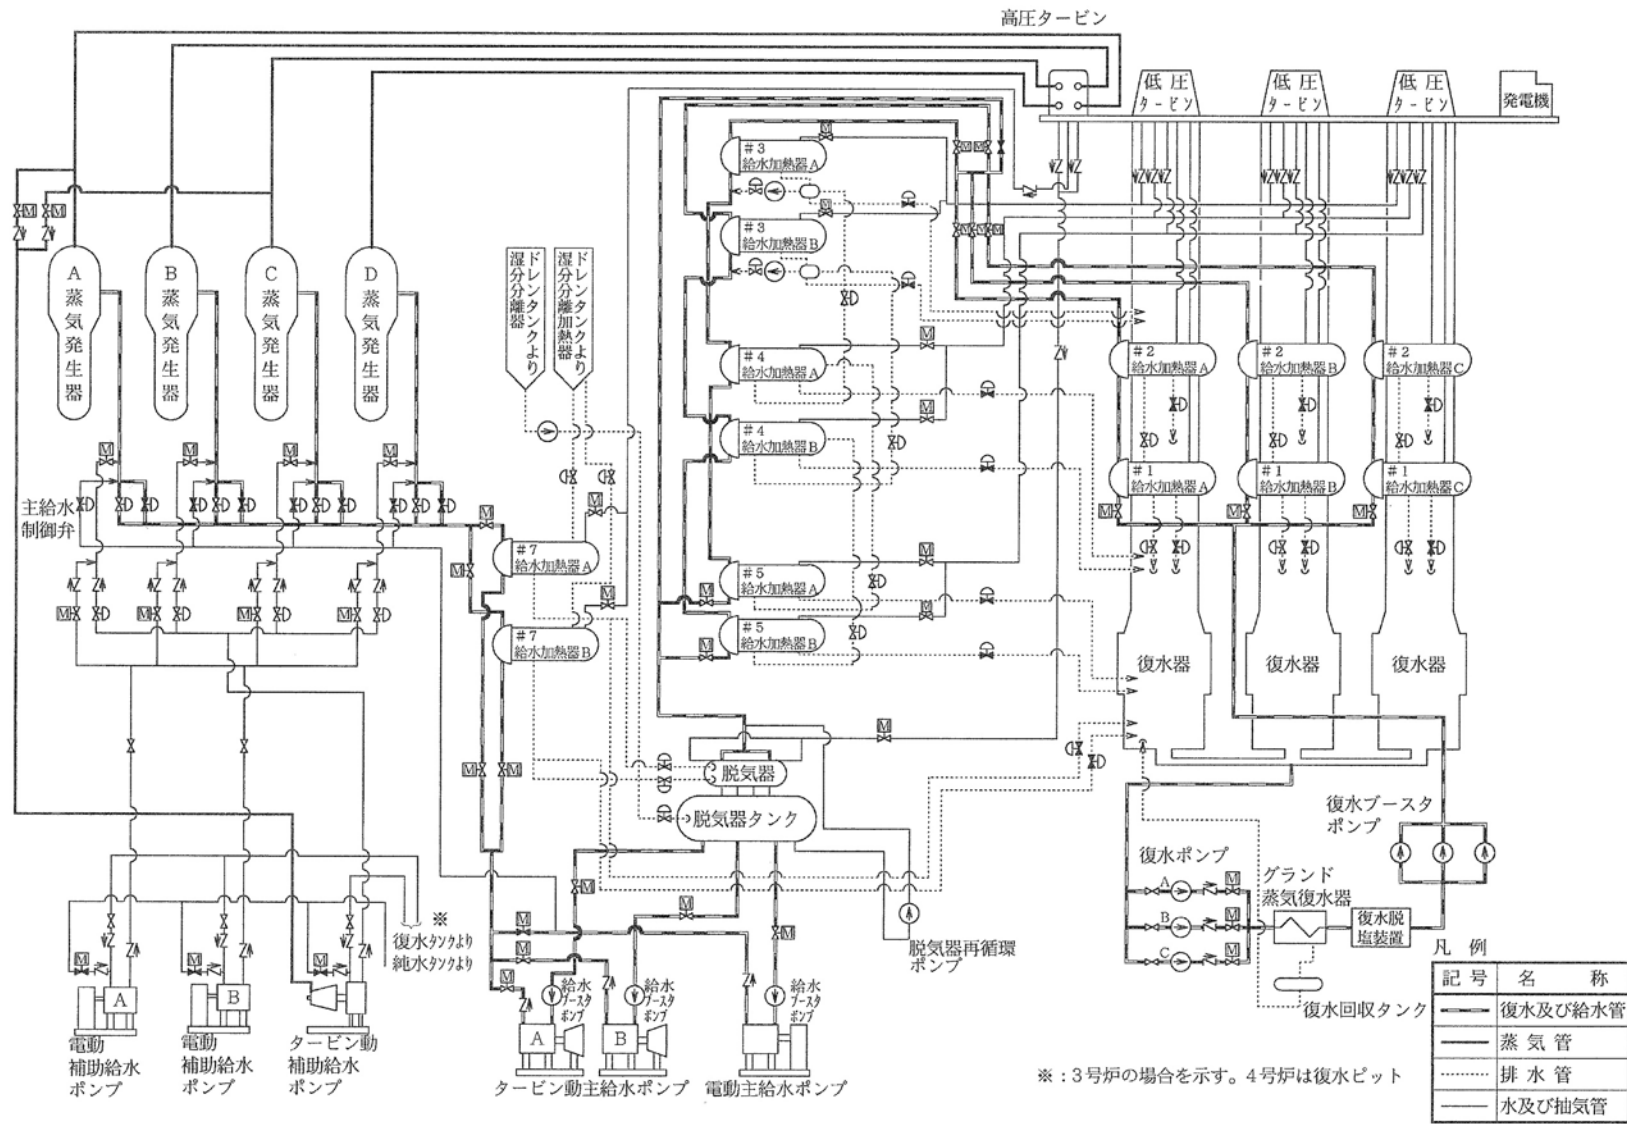 高圧タービン
低圧
タービン
低圧
タービン
低圧
タービン
発電機
A
蒸気発生器
B
蒸気発生器
C
蒸気発生器
D
蒸気発生器
湿分分離器
ドレンタンクより
湿分分離加熱器
ドレンタンクより
#3
給水加熱器A
#3
給水加熱器B
#4
給水加熱器A
#4
給水加熱器B
#5
給水加熱器A
#5
給水加熱器B
#2
給水加熱器A
#2
給水加熱器B
#2
給水加熱器C
#1
給水加熱器A
#1
給水加熱器B
#1
給水加熱器C
主給水
制御弁
#7
給水加熱器A
#7
給水加熱器B
復水器
復水器
復水器
脱気器
脱気器タンク
復水ブースタ
ポンプ
復水ポンプ
A
B
C
グランド
蒸気復水器
復水脱
塩装置
復水回収タンク
脱気器再循環
ポンプ
※
復水タンクより
純水タンクより
A
電動
補助給水
ポンプ
B
電動
補助給水
ポンプ
タービン動
補助給水
ポンプ
給水
ブースタ
ポンプ
給水
ブースタ
ポンプ
給水
ブースタ
ポンプ
A
B
タービン動主給水ポンプ
電動主給水ポンプ
※:3号炉の場合を示す。4号炉は復水ピット
凡 例
記号 名 称
復水及び給水管
蒸気管
排水管
水及び抽気管